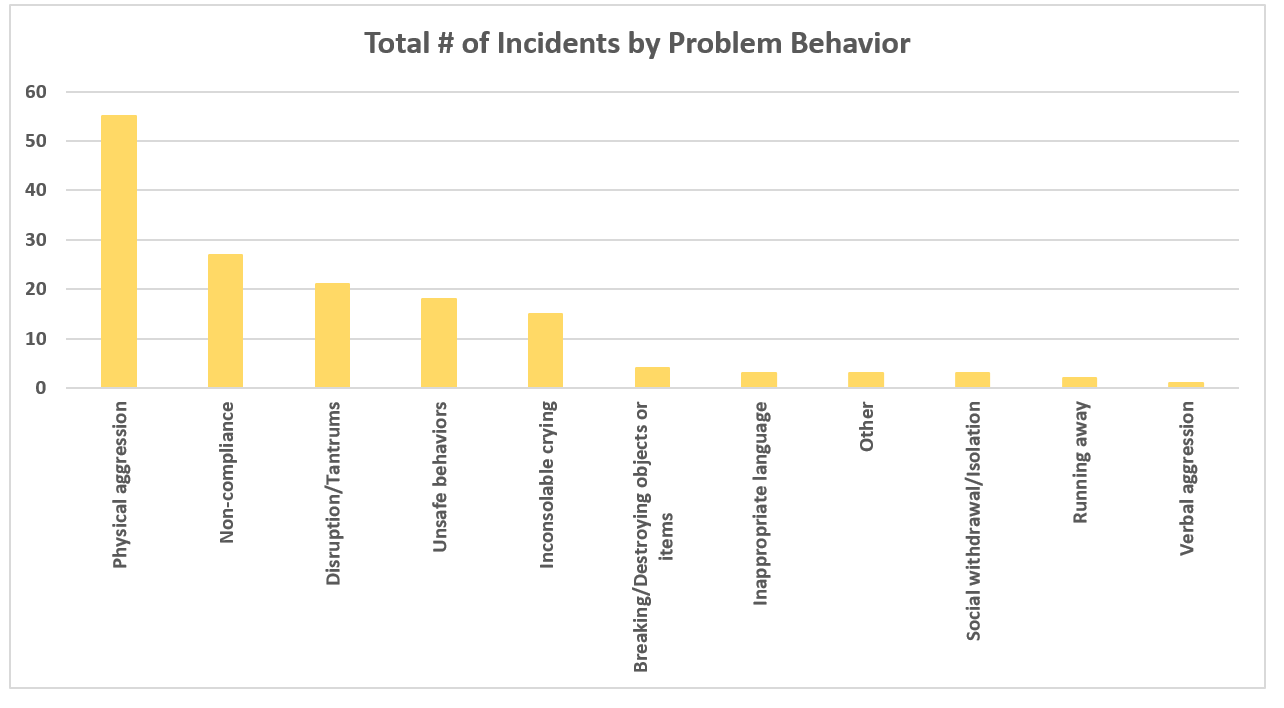 Total # of Incidents by Problem Behavior
60
50
40
30
20
10
0
Physical aggression
Non-compliance
Disruption/Tantrums
Unsafe behaviors
Inconsolable crying
Breaking/Destroying objects or
items
Inappropriate language
Other
Social withdrawal/Isolation
Running away
Verbal aggression